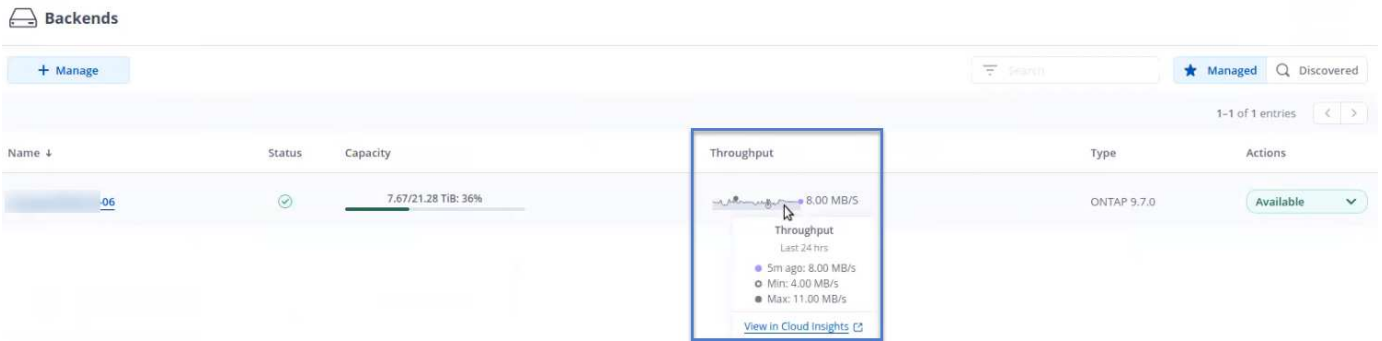 Backends
+ Manage
Search
Managed
Discovered
1–1 of 1 entries
Name ↓ Status Capacity Throughput Type Actions
-06 7.67/21.28 TiB: 36% 8.00 MB/S ONTAP 9.7.0 Available
Throughput
Last 24 hrs
5m ago: 8.00 MB/s
Min: 4.00 MB/s
Max: 11.00 MB/s
View in Cloud Insights